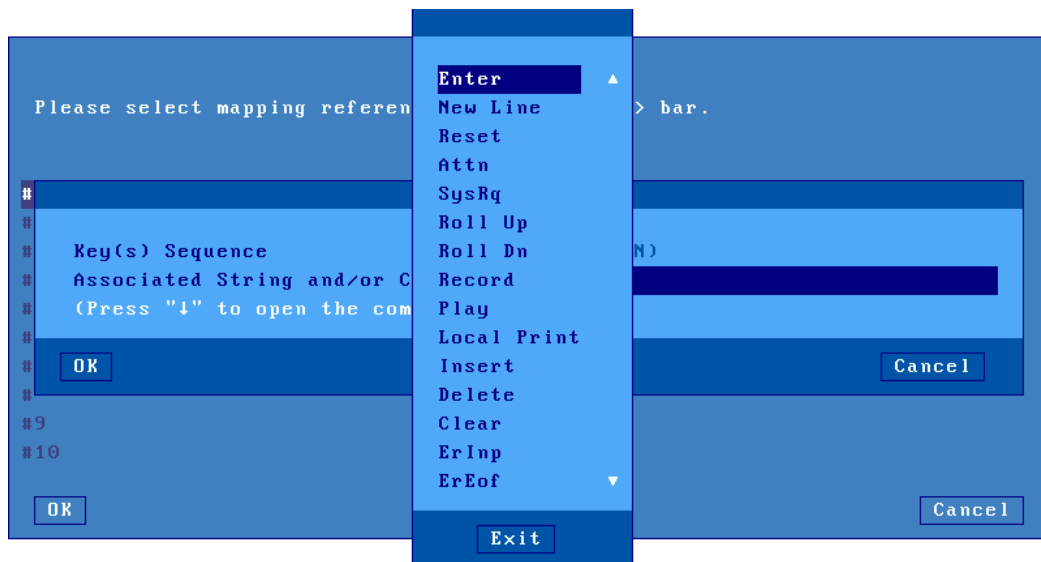 Please select mapping referen > bar.
#
#
#
#
#
#
#
#
#9
#10
Key(s) Sequence N)
Associated String and/or C
(Press "↓" to open the com
OK Cancel
Enter ▲
New Line
Reset
Attn
SysRq
Roll Up
Roll Dn
Record
Play
Local Print
Insert
Delete
Clear
ErInp
ErEof ▼
Exit
OK Cancel